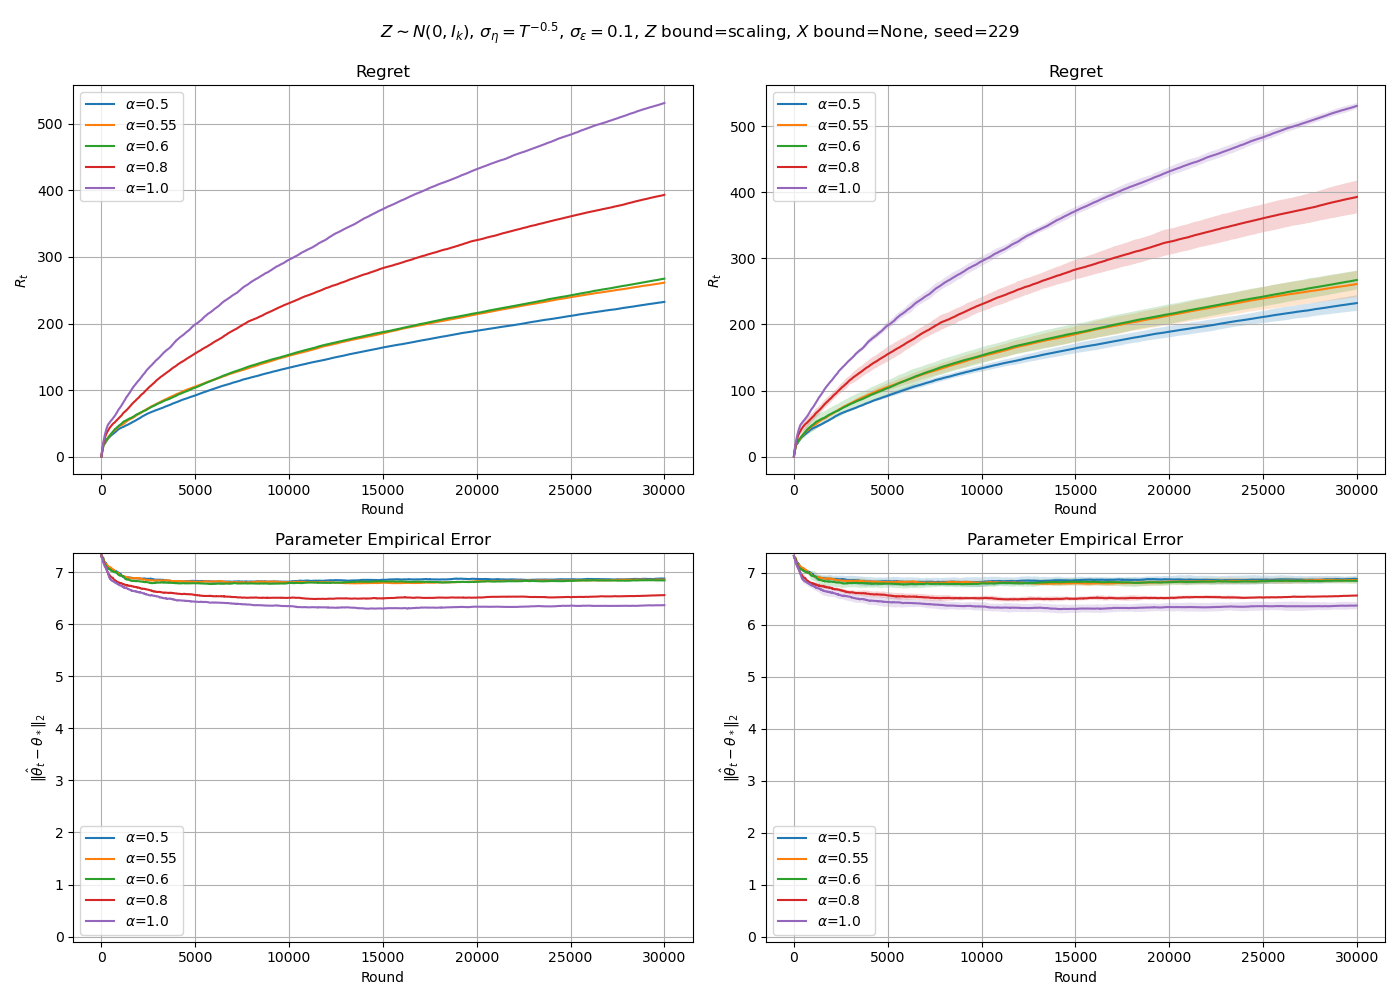 Z ∼ N(0, I_k), σ_η = T^{−0.5}, σ_ε = 0.1, Z bound=scaling, X bound=None, seed=229
Regret
R_t
500
400
300
200
100
0
α=0.5
α=0.55
α=0.6
α=0.8
α=1.0
0 5000 10000 15000 20000 25000 30000
Round
Regret
R_t
500
400
300
200
100
0
α=0.5
α=0.55
α=0.6
α=0.8
α=1.0
0 5000 10000 15000 20000 25000 30000
Round
Parameter Empirical Error
‖θ̂_t − θ_*‖_2
7
6
5
4
3
2
1
0
α=0.5
α=0.55
α=0.6
α=0.8
α=1.0
0 5000 10000 15000 20000 25000 30000
Round
Parameter Empirical Error
‖θ̂_t − θ_*‖_2
7
6
5
4
3
2
1
0
α=0.5
α=0.55
α=0.6
α=0.8
α=1.0
0 5000 10000 15000 20000 25000 30000
Round